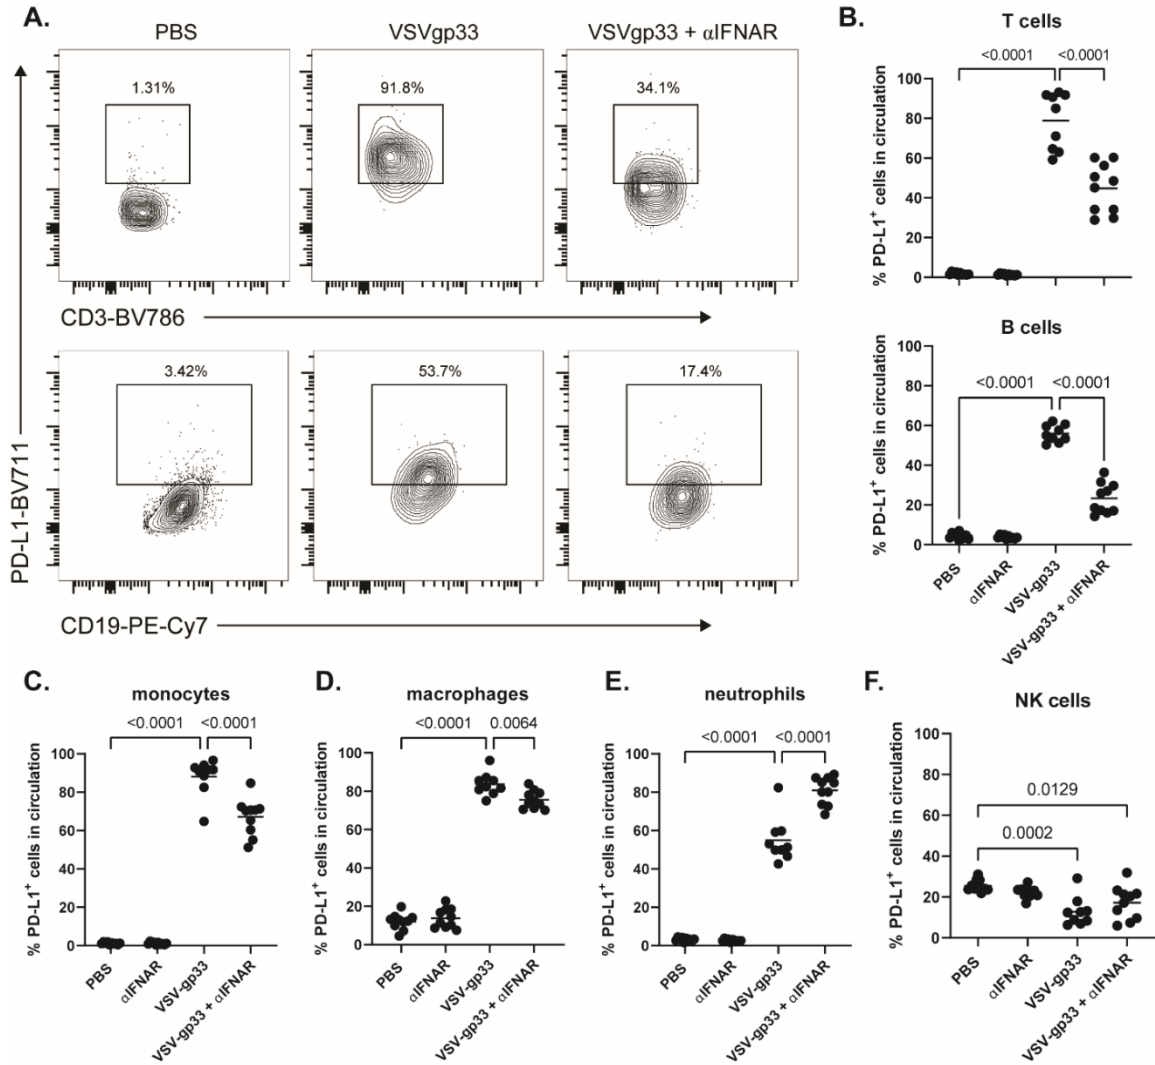 A.
PBS
VSVgp33
VSVgp33 + αIFNAR
1.31%
91.8%
34.1%
CD3-BV786
3.42%
53.7%
17.4%
PD-L1-BV711
CD19-PE-Cy7
B.
T cells
<0.0001
<0.0001
% PD-L1⁺ cells in circulation
100
80
60
40
20
0
B cells
<0.0001
<0.0001
% PD-L1⁺ cells in circulation
100
80
60
40
20
0
PBS
αIFNAR
VSV-gp33
VSV-gp33 + αIFNAR
C.
monocytes
<0.0001
<0.0001
% PD-L1⁺ cells in circulation
100
80
60
40
20
0
PBS
αIFNAR
VSV-gp33
VSV-gp33 + αIFNAR
D.
macrophages
<0.0001
0.0064
% PD-L1⁺ cells in circulation
100
80
60
40
20
0
PBS
αIFNAR
VSV-gp33
VSV-gp33 + αIFNAR
E.
neutrophils
<0.0001
<0.0001
% PD-L1⁺ cells in circulation
100
80
60
40
20
0
PBS
αIFNAR
VSV-gp33
VSV-gp33 + αIFNAR
F.
NK cells
0.0129
0.0002
% PD-L1⁺ cells in circulation
100
80
60
40
20
0
PBS
αIFNAR
VSV-gp33
VSV-gp33 + αIFNAR